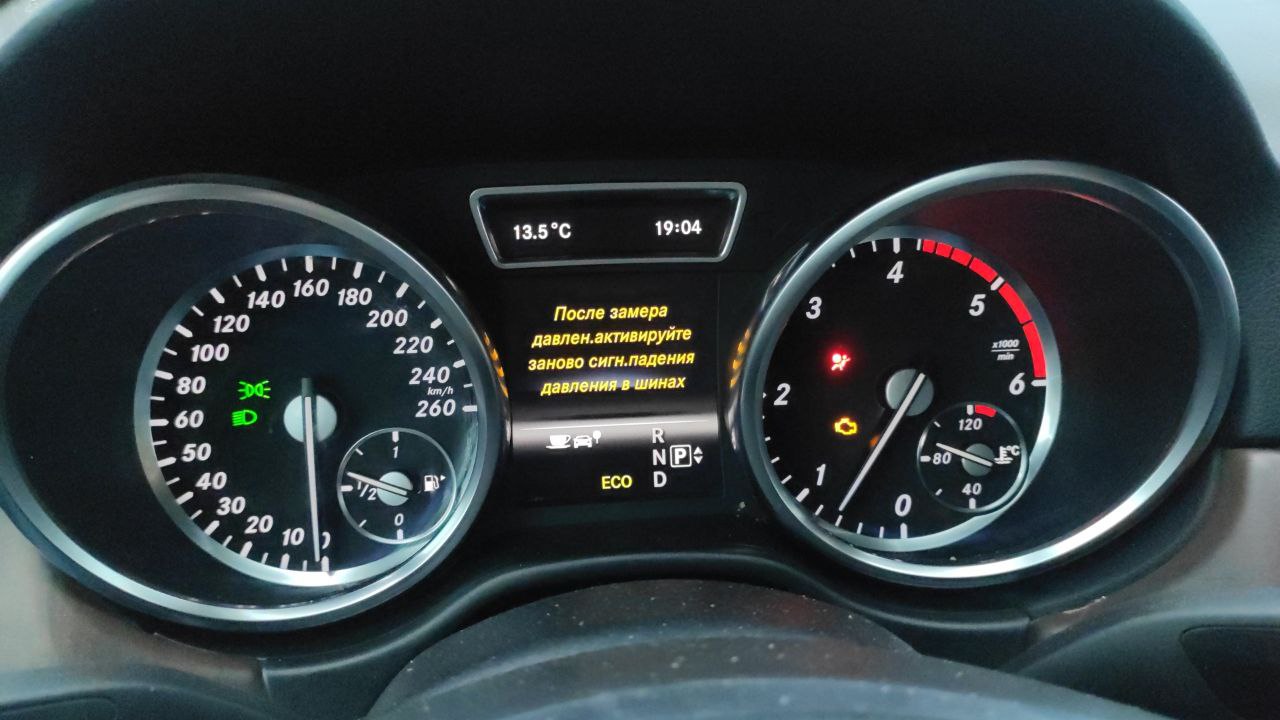 13.5°C 19:04
После замера
давлен.активируйте
заново сигн.падения
давления в шинах
R
N P
ECO D
0
10
20
30
40
50
60
80
100
120
140
160
180
200
220
240
km/h
260
1
1/2
0
0
1
2
3
4
5
6
x1000
min
120
80
°C
40